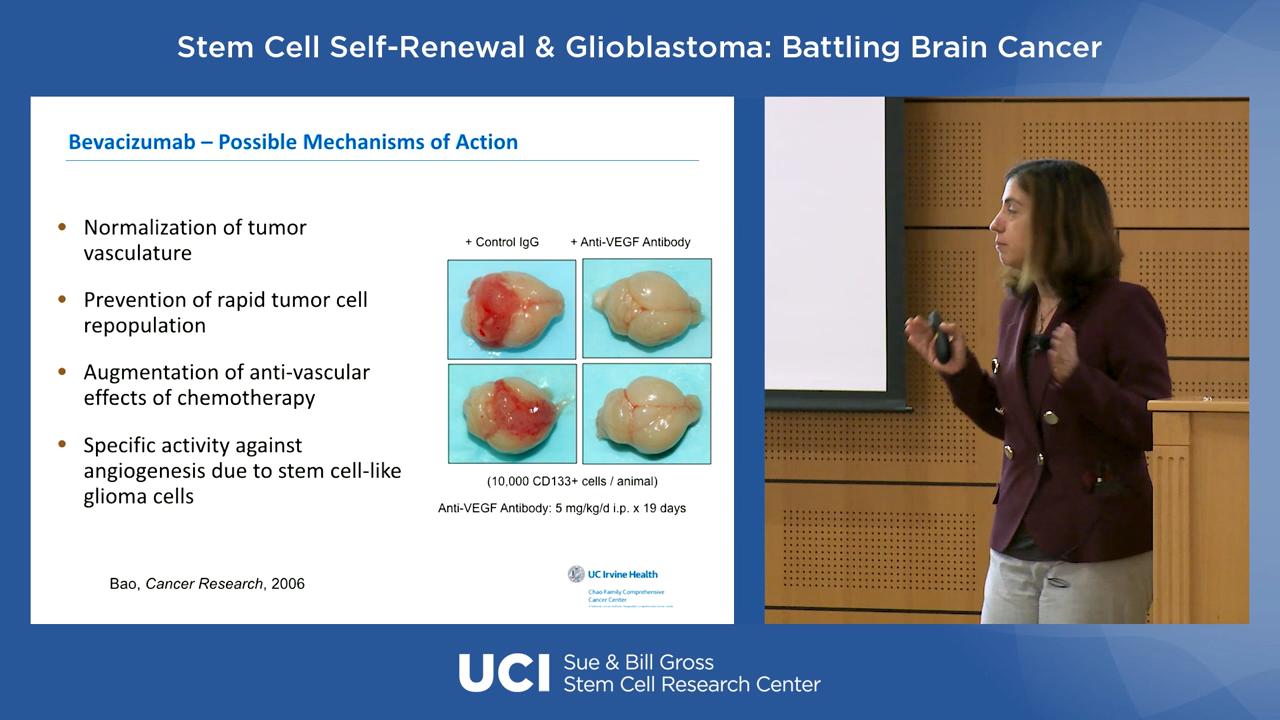 Stem Cell Self-Renewal & Glioblastoma: Battling Brain Cancer
Bevacizumab – Possible Mechanisms of Action
• Normalization of tumor
vasculature
• Prevention of rapid tumor cell
repopulation
• Augmentation of anti-vascular
effects of chemotherapy
• Specific activity against
angiogenesis due to stem cell-like
glioma cells
+ Control IgG
+ Anti-VEGF Antibody
(10,000 CD133+ cells / animal)
Anti-VEGF Antibody: 5 mg/kg/d i.p. x 19 days
Bao, Cancer Research, 2006
UC Irvine Health
Chao Family Comprehensive
Cancer Center
UCI
Sue & Bill Gross
Stem Cell Research Center